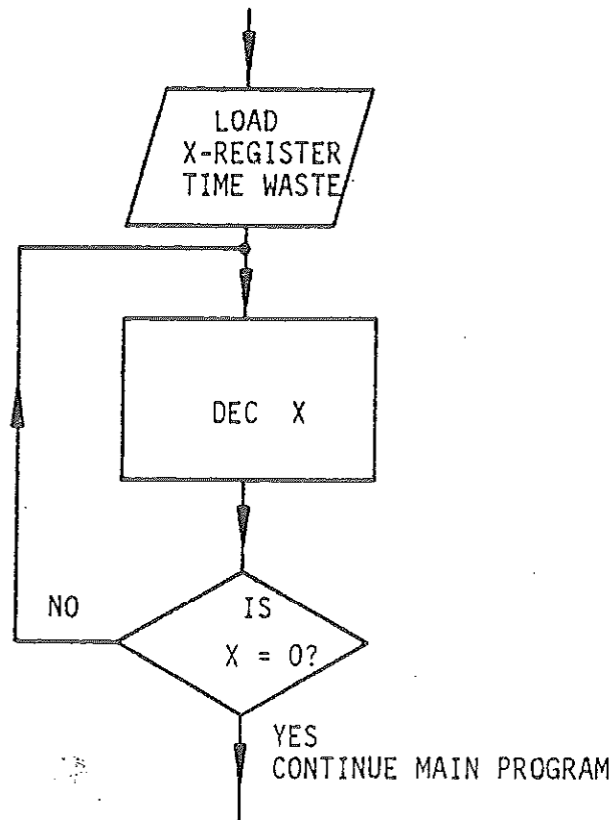 LOAD
X-REGISTER
TIME WASTE
DEC X
NO
IS
X = 0?
YES
CONTINUE MAIN PROGRAM